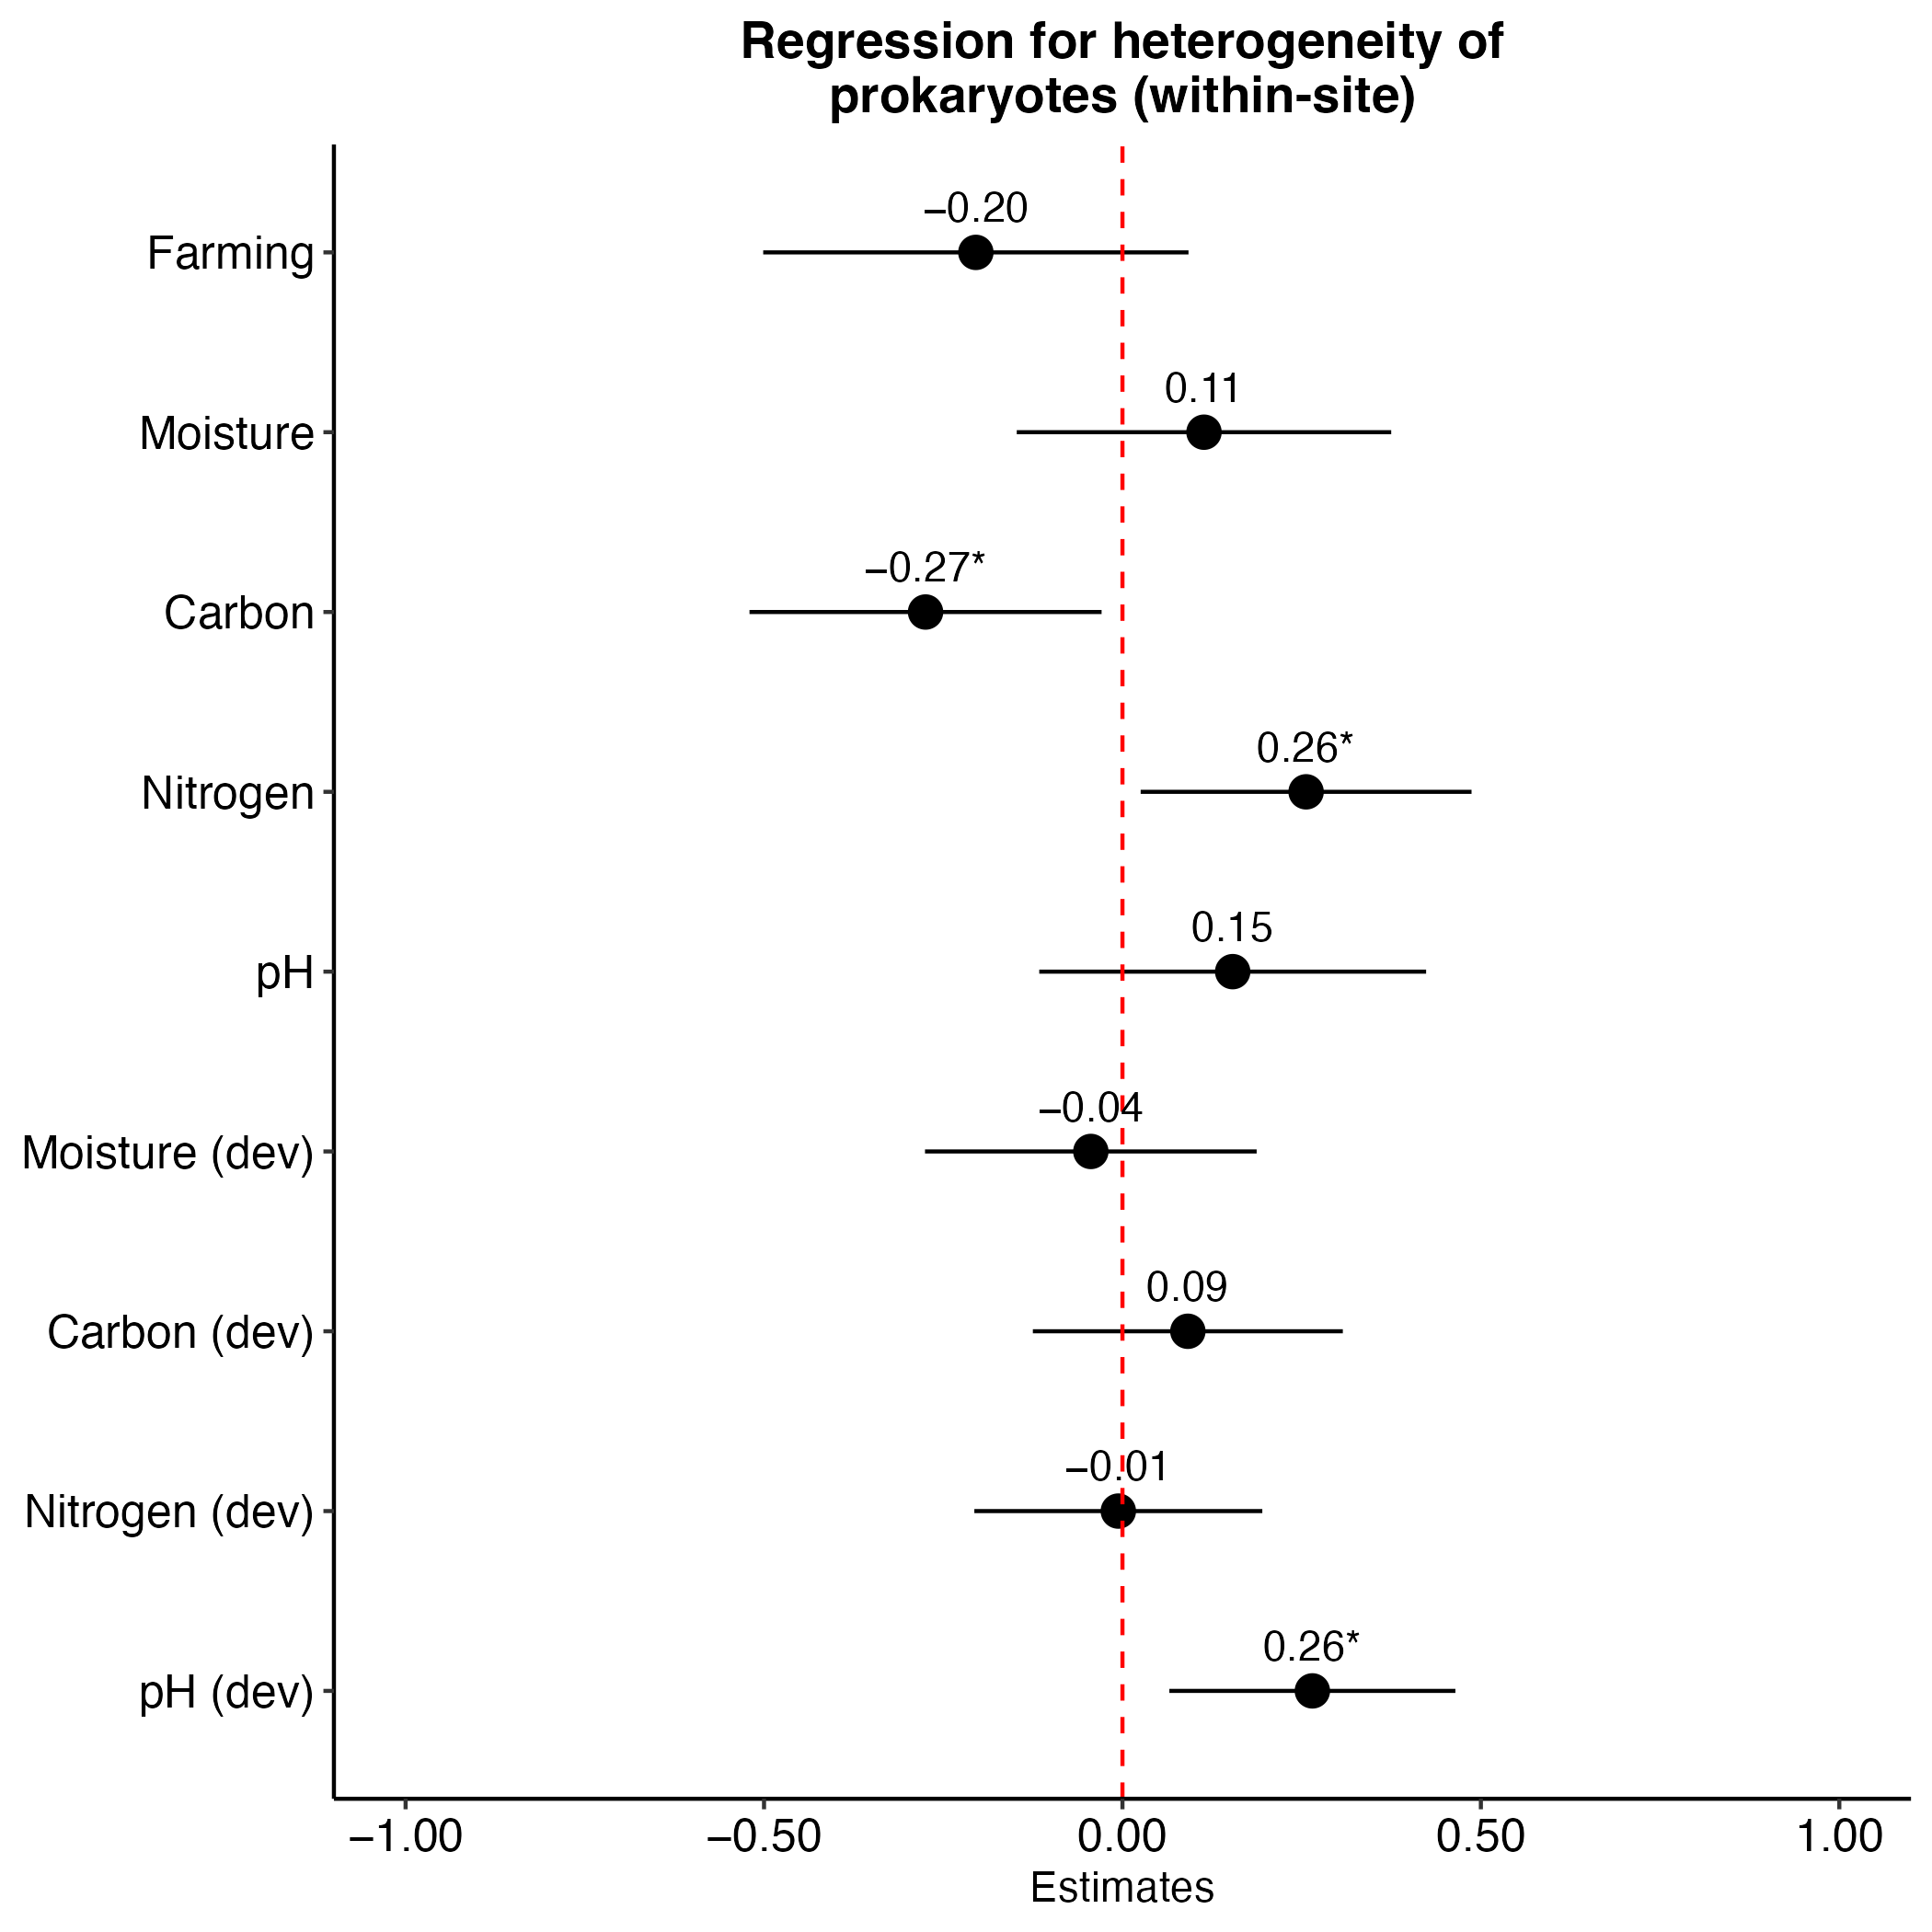 Regression for heterogeneity of
prokaryotes (within-site)
Farming
−0.20
Moisture
0.11
Carbon
−0.27*
Nitrogen
0.26*
pH
0.15
Moisture (dev)
−0.04
Carbon (dev)
0.09
Nitrogen (dev)
−0.01
pH (dev)
0.26*
−1.00 −0.50 0.00 0.50 1.00
Estimates